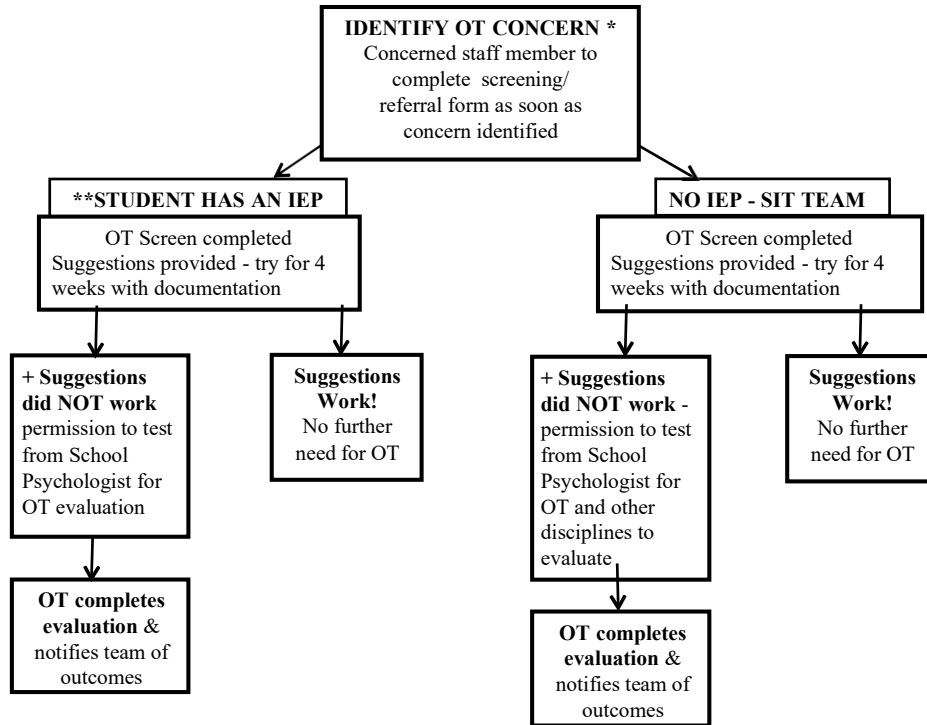 IDENTIFY OT CONCERN *
Concerned staff member to
complete screening/
referral form as soon as
concern identified
**STUDENT HAS AN IEP
OT Screen completed
Suggestions provided - try for 4
weeks with documentation
+ Suggestions
did NOT work
permission to test
from School
Psychologist for
OT evaluation
Suggestions
Work!
No further
need for OT
OT completes
evaluation &
notifies team of
outcomes
NO IEP - SIT TEAM
OT Screen completed
Suggestions provided - try for 4
weeks with documentation
+ Suggestions
did NOT work -
permission to test
from School
Psychologist for
OT and other
disciplines to
evaluate
Suggestions
Work!
No further
need for OT
OT completes
evaluation &
notifies team of
outcomes